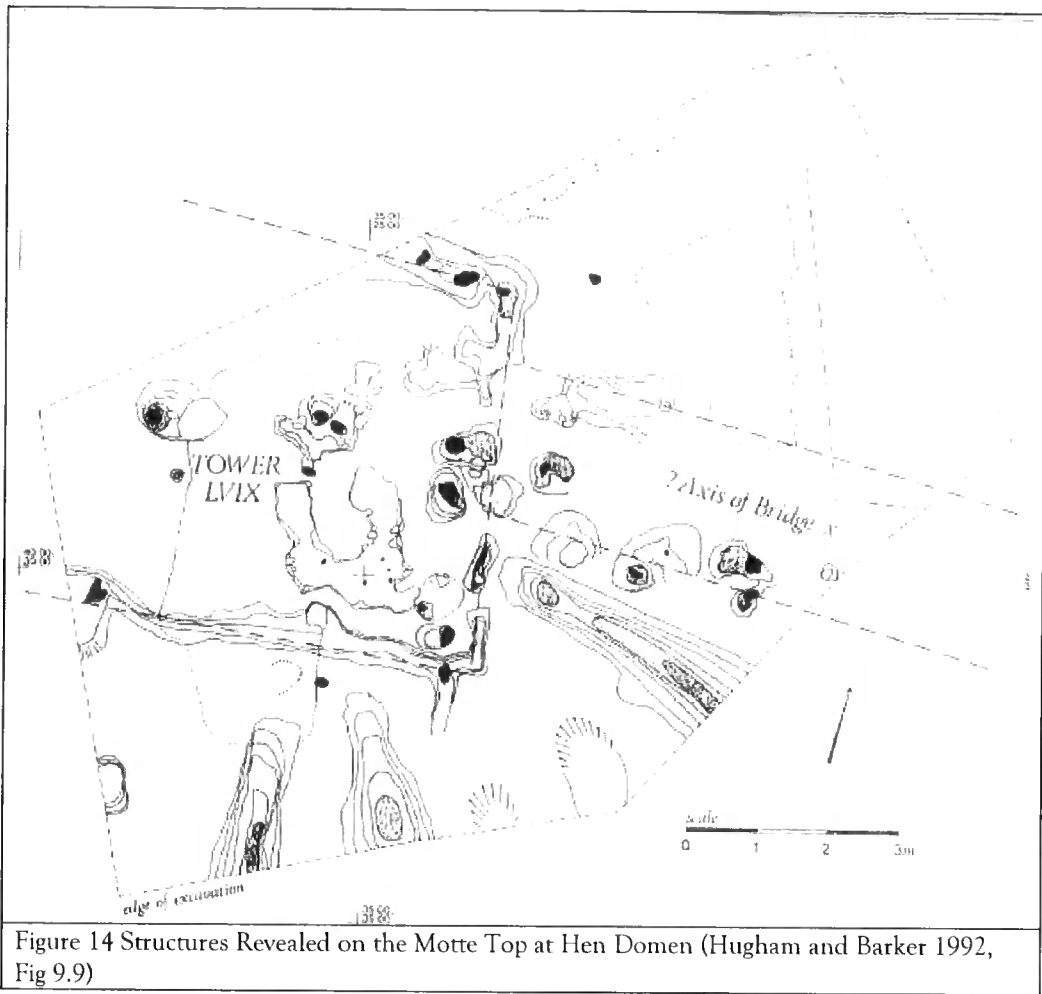 TOWER
LVIX
? Axis of Bridge x
edge of excavation
scale
0 1 2 3m
Figure 14 Structures Revealed on the Motte Top at Hen Domen (Hugham and Barker 1992,
Fig 9.9)